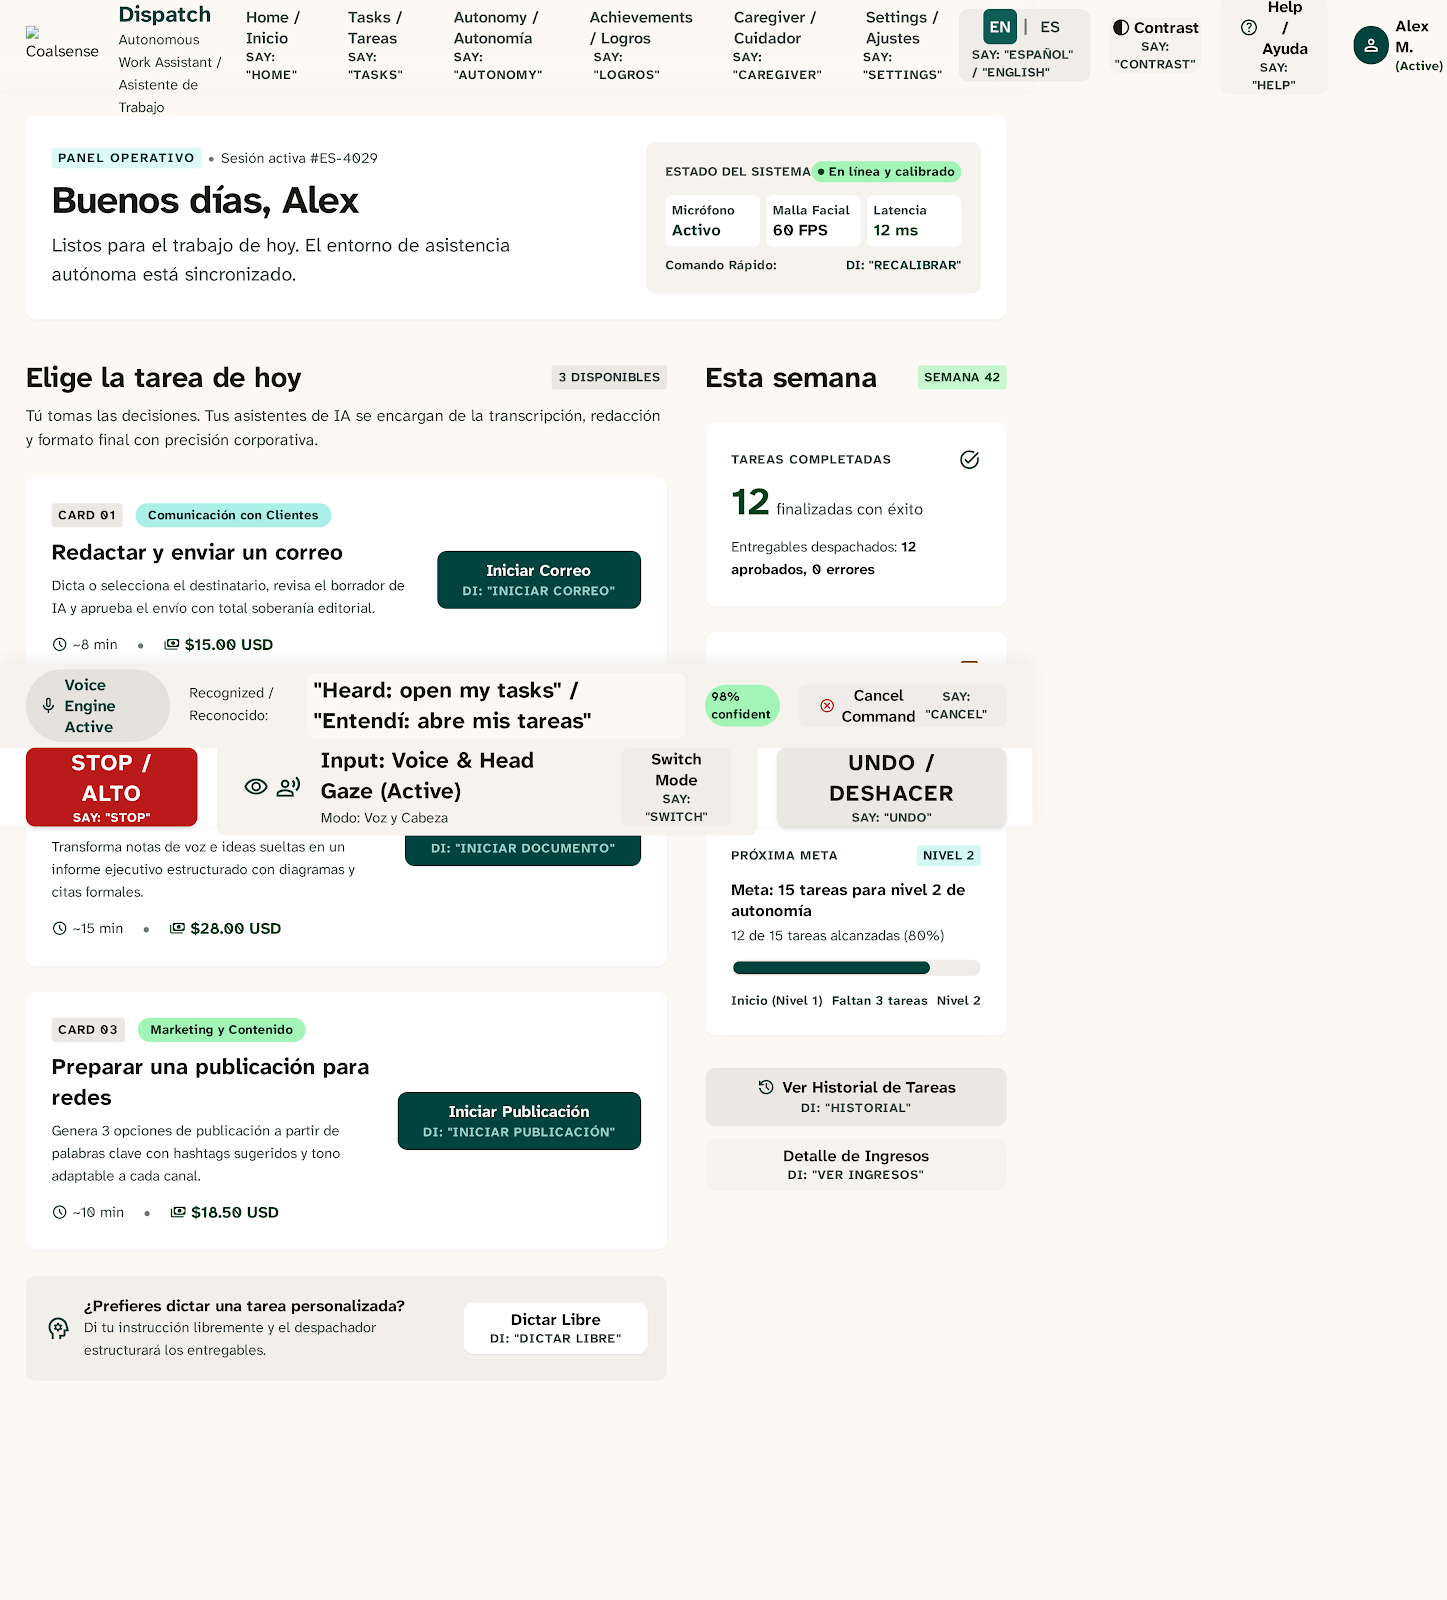 Coalsense
Dispatch
Autonomous
Work Assistant /
Asistente de
Trabajo
Home /
Inicio
SAY:
"HOME"
Tasks /
Tareas
SAY:
"TASKS"
Autonomy /
Autonomía
SAY:
"AUTONOMY"
Achievements
/ Logros
SAY:
"LOGROS"
Caregiver /
Cuidador
SAY:
"CAREGIVER"
Settings /
Ajustes
SAY:
"SETTINGS"
EN | ES
SAY: "ESPAÑOL"
/ "ENGLISH"
Contrast
SAY:
"CONTRAST"
Help
/
Ayuda
SAY:
"HELP"
Alex
M.
(Active)
PANEL OPERATIVO • Sesión activa #ES-4029
Buenos días, Alex
Listos para el trabajo de hoy. El entorno de asistencia
autónoma está sincronizado.
ESTADO DEL SISTEMA ● En línea y calibrado
Micrófono
Activo
Malla Facial
60 FPS
Latencia
12 ms
Comando Rápido: DI: "RECALIBRAR"
Elige la tarea de hoy
3 DISPONIBLES
Tú tomas las decisiones. Tus asistentes de IA se encargan de la transcripción, redacción
y formato final con precisión corporativa.
CARD 01 Comunicación con Clientes
Redactar y enviar un correo
Dicta o selecciona el destinatario, revisa el borrador de
IA y aprueba el envío con total soberanía editorial.
~8 min • $15.00 USD
Iniciar Correo
DI: "INICIAR CORREO"
Esta semana
SEMANA 42
TAREAS COMPLETADAS
12 finalizadas con éxito
Entregables despachados: 12
aprobados, 0 errores
Voice
Engine
Active
Recognized /
Reconocido:
"Heard: open my tasks" /
"Entendí: abre mis tareas"
98%
confident
Cancel
Command
SAY:
"CANCEL"
STOP /
ALTO
SAY: "STOP"
Input: Voice & Head
Gaze (Active)
Modo: Voz y Cabeza
Switch
Mode
SAY:
"SWITCH"
UNDO /
DESHACER
SAY: "UNDO"
Transforma notas de voz e ideas sueltas en un
informe ejecutivo estructurado con diagramas y
citas formales.
~15 min • $28.00 USD
DI: "INICIAR DOCUMENTO"
PRÓXIMA META
NIVEL 2
Meta: 15 tareas para nivel 2 de
autonomía
12 de 15 tareas alcanzadas (80%)
Inicio (Nivel 1) Faltan 3 tareas Nivel 2
CARD 03 Marketing y Contenido
Preparar una publicación para
redes
Genera 3 opciones de publicación a partir de
palabras clave con hashtags sugeridos y tono
adaptable a cada canal.
~10 min • $18.50 USD
Iniciar Publicación
DI: "INICIAR PUBLICACIÓN"
Ver Historial de Tareas
DI: "HISTORIAL"
Detalle de Ingresos
DI: "VER INGRESOS"
¿Prefieres dictar una tarea personalizada?
Di tu instrucción libremente y el despachador
estructurará los entregables.
Dictar Libre
DI: "DICTAR LIBRE"